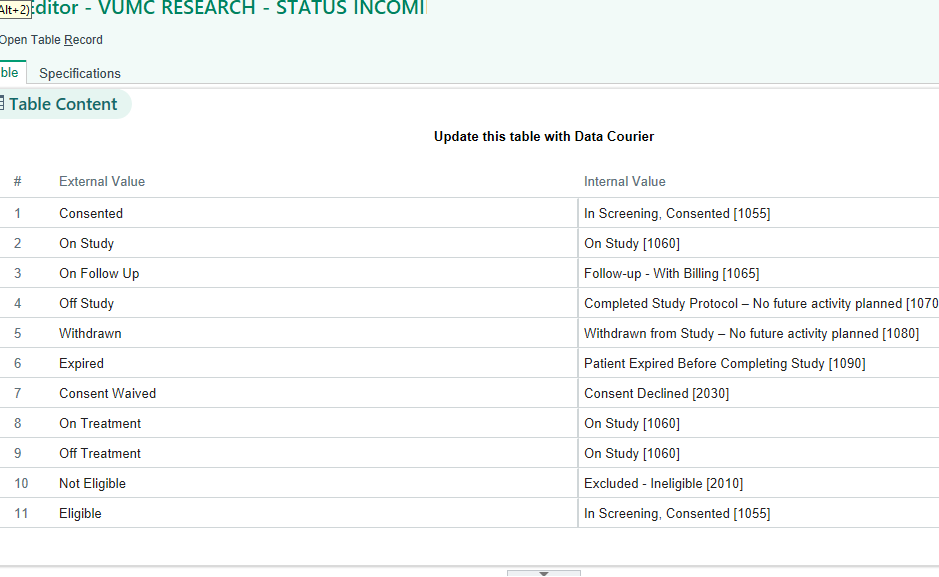 Alt+2)
ditor - VUMC RESEARCH - STATUS INCOMI
Open Table Record
ble Specifications
Table Content
Update this table with Data Courier
# External Value Internal Value
1 Consented In Screening, Consented [1055]
2 On Study On Study [1060]
3 On Follow Up Follow-up - With Billing [1065]
4 Off Study Completed Study Protocol – No future activity planned [1070
5 Withdrawn Withdrawn from Study – No future activity planned [1080]
6 Expired Patient Expired Before Completing Study [1090]
7 Consent Waived Consent Declined [2030]
8 On Treatment On Study [1060]
9 Off Treatment On Study [1060]
10 Not Eligible Excluded - Ineligible [2010]
11 Eligible In Screening, Consented [1055]